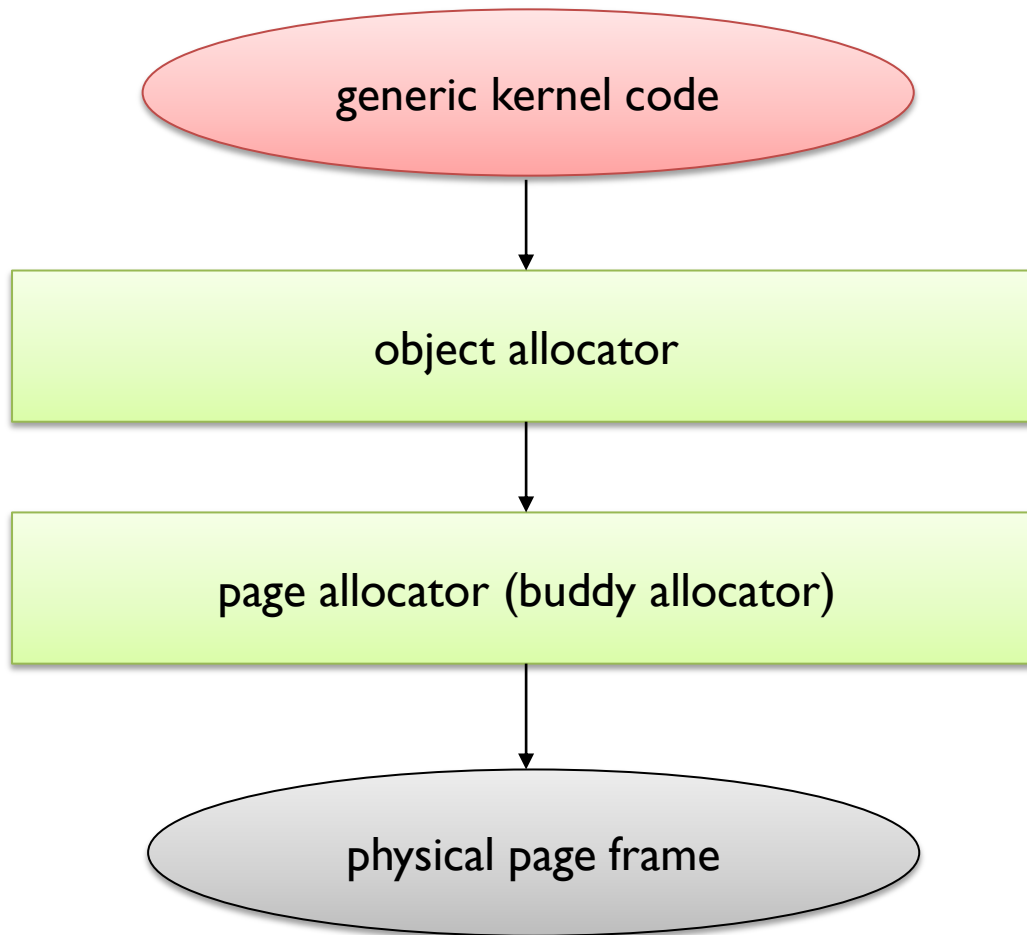 generic kernel code
object allocator
page allocator (buddy allocator)
physical page frame